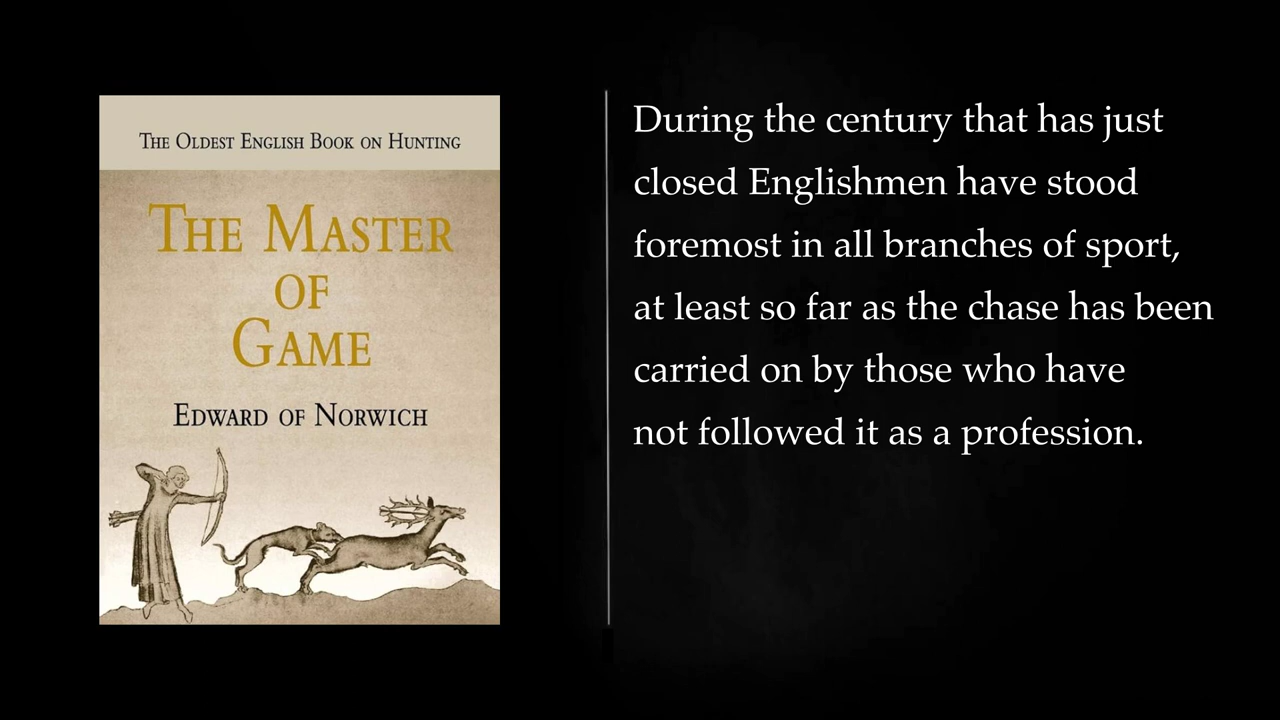 The Oldest English Book on Hunting
The Master
of
Game
Edward of Norwich
During the century that has just
closed Englishmen have stood
foremost in all branches of sport,
at least so far as the chase has been
carried on by those who have
not followed it as a profession.